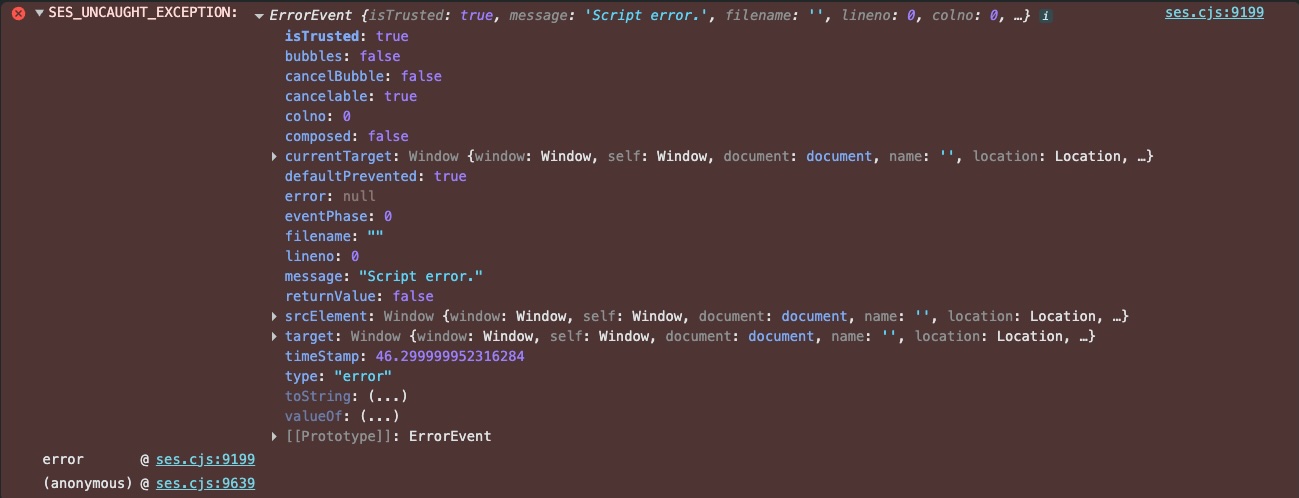 SES_UNCAUGHT_EXCEPTION: ErrorEvent {isTrusted: true, message: 'Script error.', filename: '', lineno: 0, colno: 0, …} i ses.cjs:9199
isTrusted: true
bubbles: false
cancelBubble: false
cancelable: true
colno: 0
composed: false
currentTarget: Window {window: Window, self: Window, document: document, name: '', location: Location, …}
defaultPrevented: true
error: null
eventPhase: 0
filename: ""
lineno: 0
message: "Script error."
returnValue: false
srcElement: Window {window: Window, self: Window, document: document, name: '', location: Location, …}
target: Window {window: Window, self: Window, document: document, name: '', location: Location, …}
timeStamp: 46.299999952316284
type: "error"
toString: (...)
valueOf: (...)
[[Prototype]]: ErrorEvent
error @ ses.cjs:9199
(anonymous) @ ses.cjs:9639